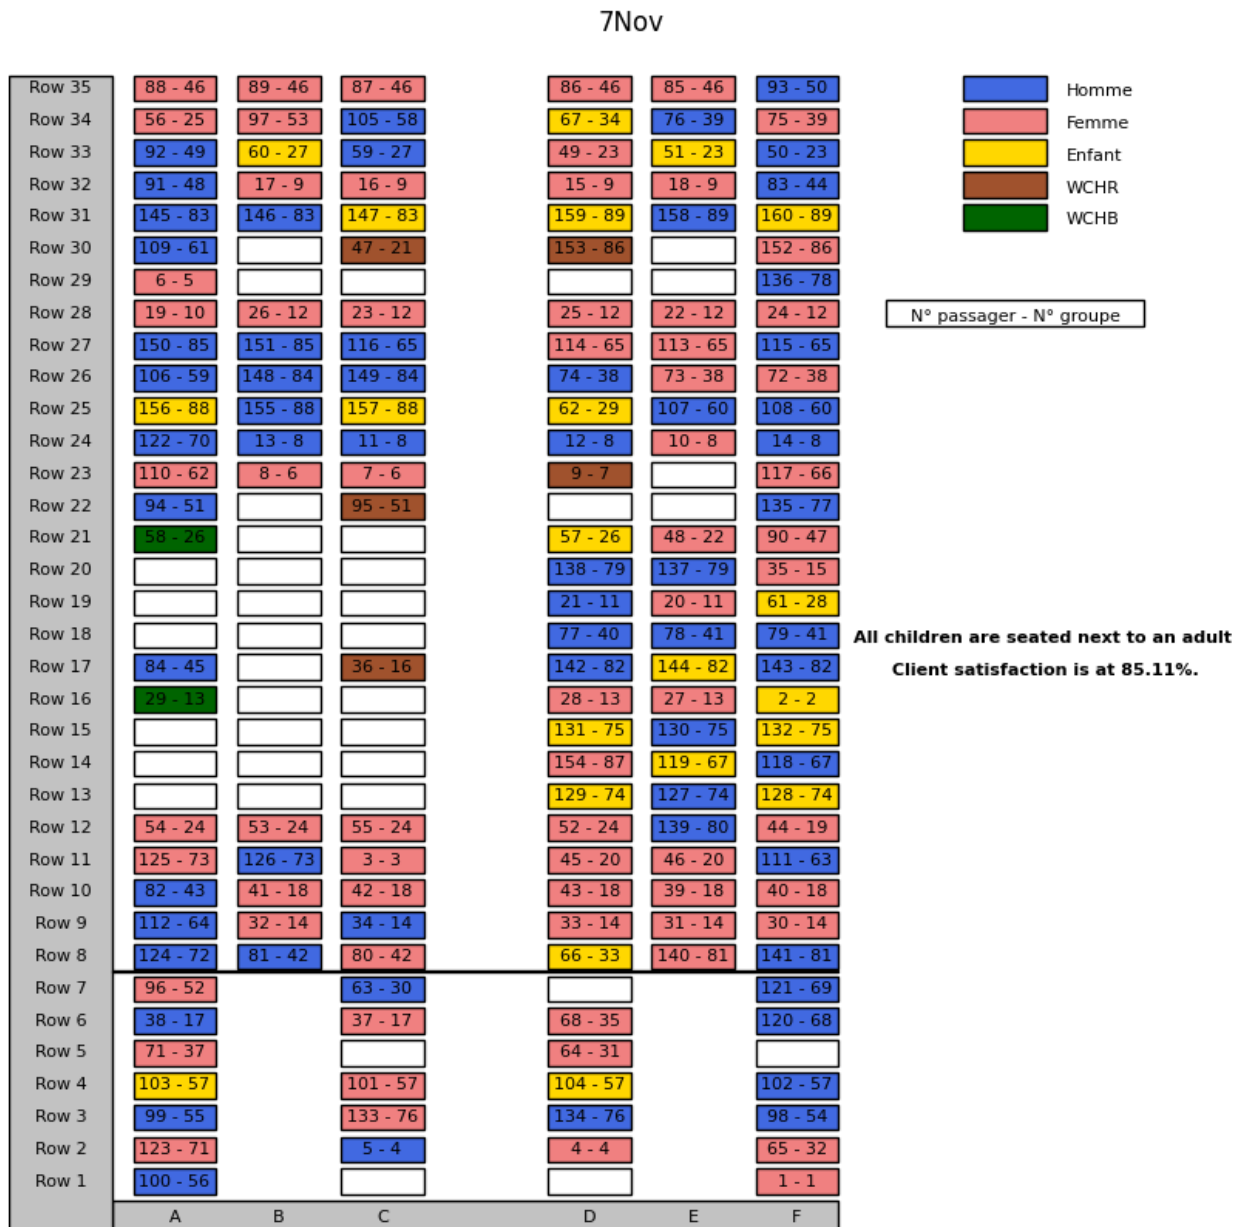 7Nov
Row 35 88 - 46 89 - 46 87 - 46 86 - 46 85 - 46 93 - 50 Homme
Row 34 56 - 25 97 - 53 105 - 58 67 - 34 76 - 39 75 - 39 Femme
Row 33 92 - 49 60 - 27 59 - 27 49 - 23 51 - 23 50 - 23 Enfant
Row 32 91 - 48 17 - 9 16 - 9 15 - 9 18 - 9 83 - 44 WCHR
Row 31 145 - 83 146 - 83 147 - 83 159 - 89 158 - 89 160 - 89 WCHB
Row 30 109 - 61 47 - 21 153 - 86 152 - 86
Row 29 6 - 5 136 - 78
Row 28 19 - 10 26 - 12 23 - 12 25 - 12 22 - 12 24 - 12 N° passager - N° groupe
Row 27 150 - 85 151 - 85 116 - 65 114 - 65 113 - 65 115 - 65
Row 26 106 - 59 148 - 84 149 - 84 74 - 38 73 - 38 72 - 38
Row 25 156 - 88 155 - 88 157 - 88 62 - 29 107 - 60 108 - 60
Row 24 122 - 70 13 - 8 11 - 8 12 - 8 10 - 8 14 - 8
Row 23 110 - 62 8 - 6 7 - 6 9 - 7 117 - 66
Row 22 94 - 51 95 - 51 135 - 77
Row 21 58 - 26 57 - 26 48 - 22 90 - 47
Row 20 138 - 79 137 - 79 35 - 15
Row 19 21 - 11 20 - 11 61 - 28
Row 18 77 - 40 78 - 41 79 - 41 All children are seated next to an adult
Row 17 84 - 45 36 - 16 142 - 82 144 - 82 143 - 82 Client satisfaction is at 85.11%.
Row 16 29 - 13 28 - 13 27 - 13 2 - 2
Row 15 131 - 75 130 - 75 132 - 75
Row 14 154 - 87 119 - 67 118 - 67
Row 13 129 - 74 127 - 74 128 - 74
Row 12 54 - 24 53 - 24 55 - 24 52 - 24 139 - 80 44 - 19
Row 11 125 - 73 126 - 73 3 - 3 45 - 20 46 - 20 111 - 63
Row 10 82 - 43 41 - 18 42 - 18 43 - 18 39 - 18 40 - 18
Row 9 112 - 64 32 - 14 34 - 14 33 - 14 31 - 14 30 - 14
Row 8 124 - 72 81 - 42 80 - 42 66 - 33 140 - 81 141 - 81
Row 7 96 - 52 63 - 30 121 - 69
Row 6 38 - 17 37 - 17 68 - 35 120 - 68
Row 5 71 - 37 64 - 31
Row 4 103 - 57 101 - 57 104 - 57 102 - 57
Row 3 99 - 55 133 - 76 134 - 76 98 - 54
Row 2 123 - 71 5 - 4 4 - 4 65 - 32
Row 1 100 - 56 1 - 1
A B C D E F